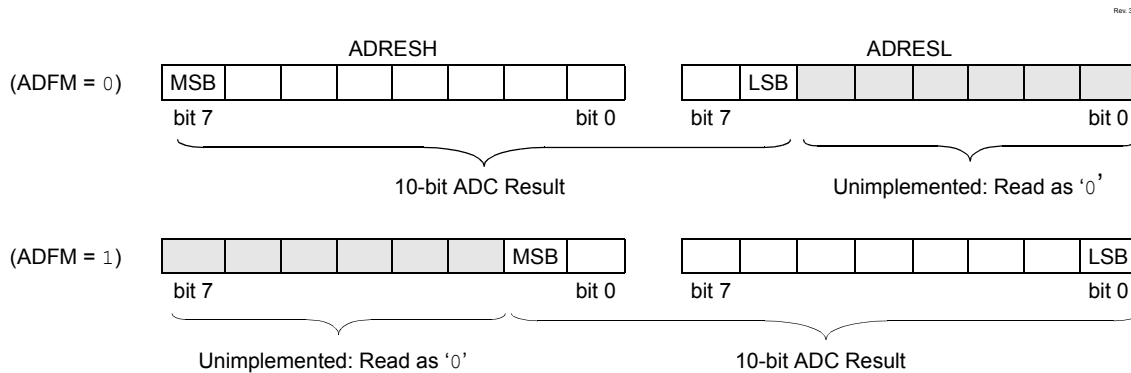 Rev. 3
ADRESH ADRESL
(ADFM = 0) MSB LSB
bit 7 bit 0 bit 7 bit 0
10-bit ADC Result Unimplemented: Read as ‘0’
(ADFM = 1) MSB LSB
bit 7 bit 0 bit 7 bit 0
Unimplemented: Read as ‘0’ 10-bit ADC Result